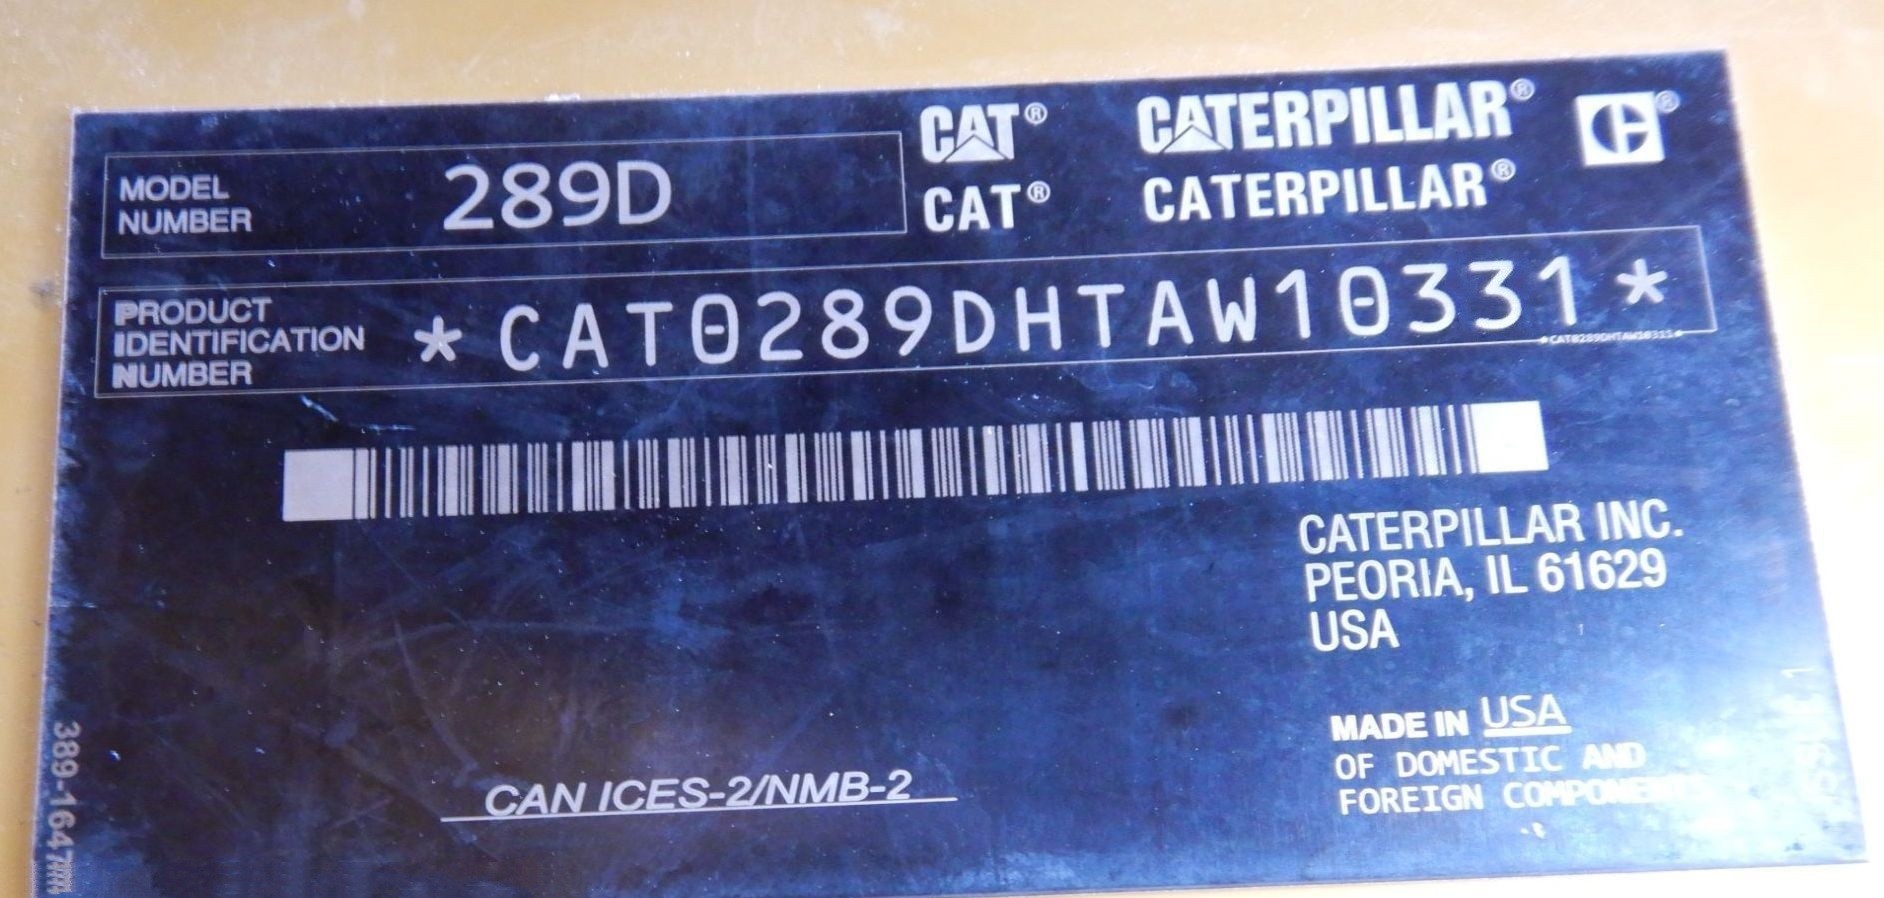 MODEL NUMBER 289D
CAT® CATERPILLAR® C®
CAT® CATERPILLAR®
PRODUCT IDENTIFICATION NUMBER *CAT0289DHTAW10331*
CATERPILLAR INC.
PEORIA, IL 61629
USA
MADE IN USA
OF DOMESTIC AND
FOREIGN COMPONENTS
CAN ICES-2/NMB-2
389-1647